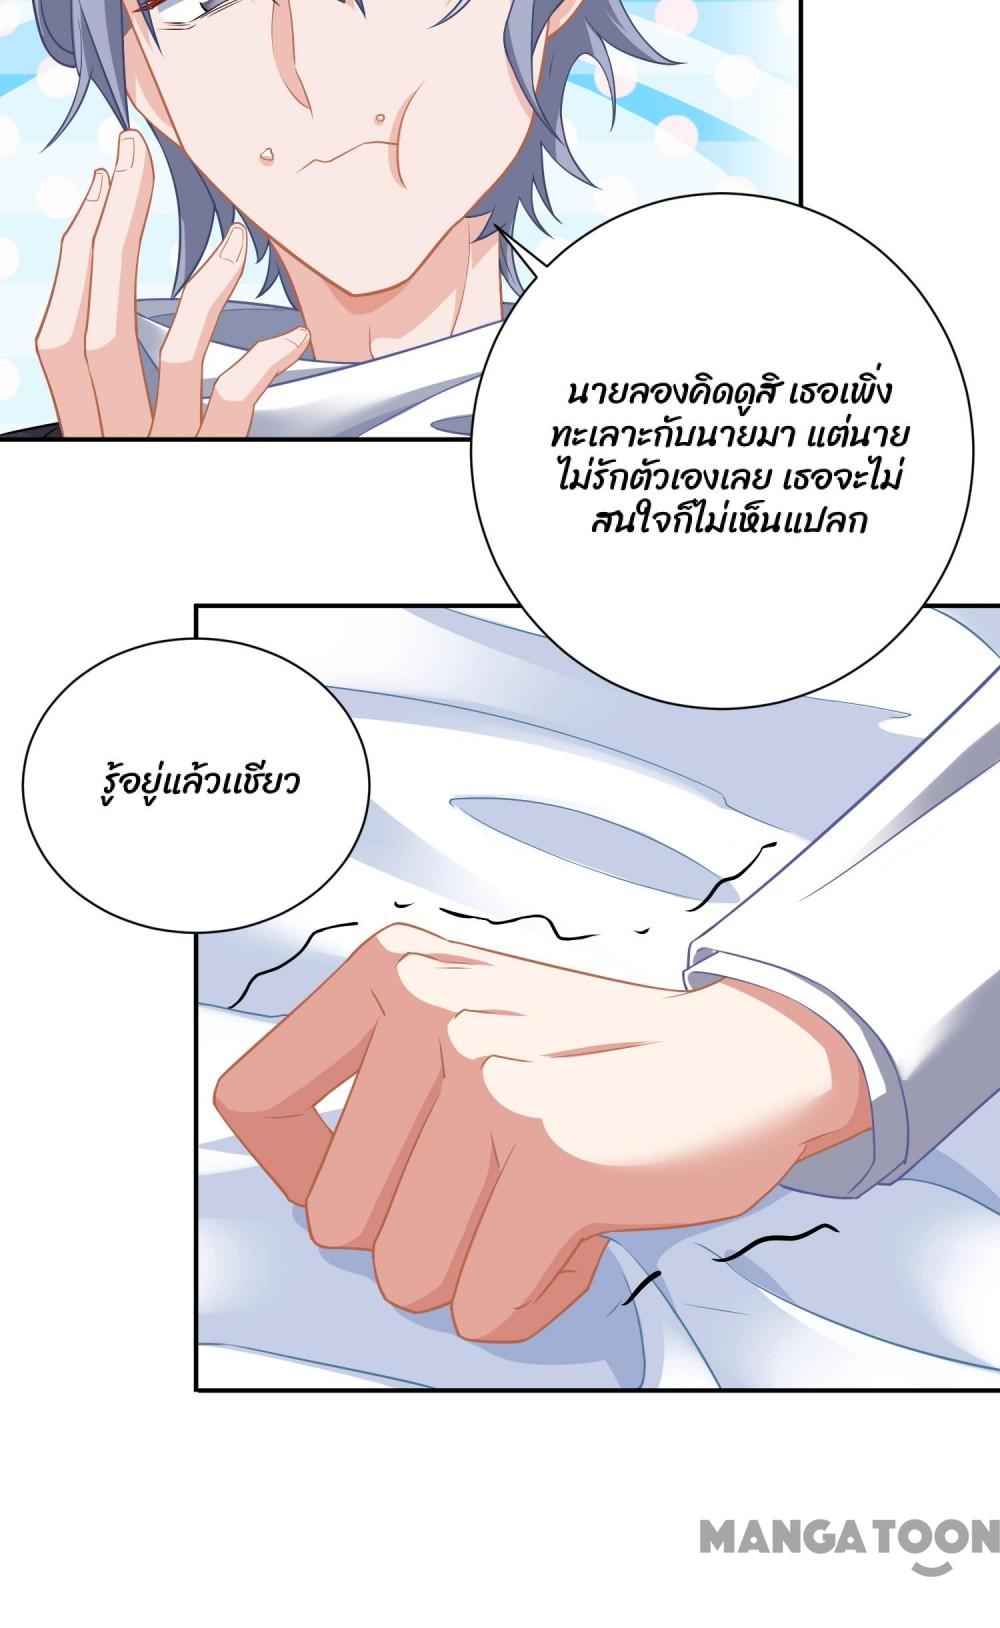 นายลองคิดดูสิ เธอเพิ่ง
ทะเลาะกับนายมา แต่นาย
ไม่รักตัวเองเลย เธอจะไม่
สนใจก็ไม่เห็นแปลก
รู้อยู่แล้วเชียว
MANGATOON